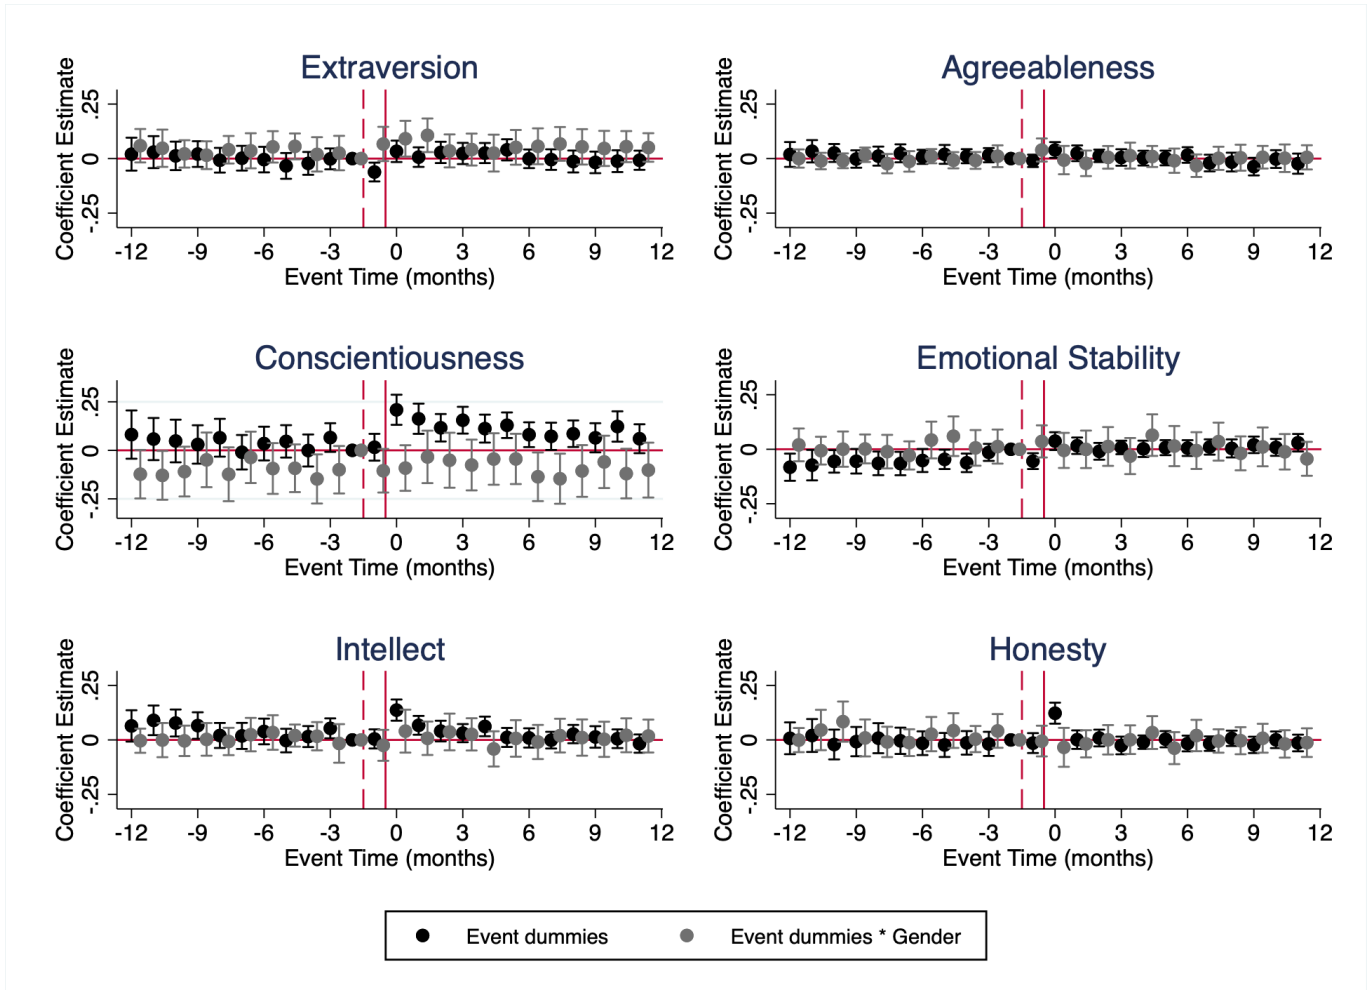 Extraversion
Coefficient Estimate
.25
0
-.25
-12 -9 -6 -3 0 3 6 9 12
Event Time (months)
Agreeableness
Coefficient Estimate
.25
0
-.25
-12 -9 -6 -3 0 3 6 9 12
Event Time (months)
Conscientiousness
Coefficient Estimate
.25
0
-.25
-12 -9 -6 -3 0 3 6 9 12
Event Time (months)
Emotional Stability
Coefficient Estimate
.25
0
-.25
-12 -9 -6 -3 0 3 6 9 12
Event Time (months)
Intellect
Coefficient Estimate
.25
0
-.25
-12 -9 -6 -3 0 3 6 9 12
Event Time (months)
Honesty
Coefficient Estimate
.25
0
-.25
-12 -9 -6 -3 0 3 6 9 12
Event Time (months)
Event dummies
Event dummies * Gender